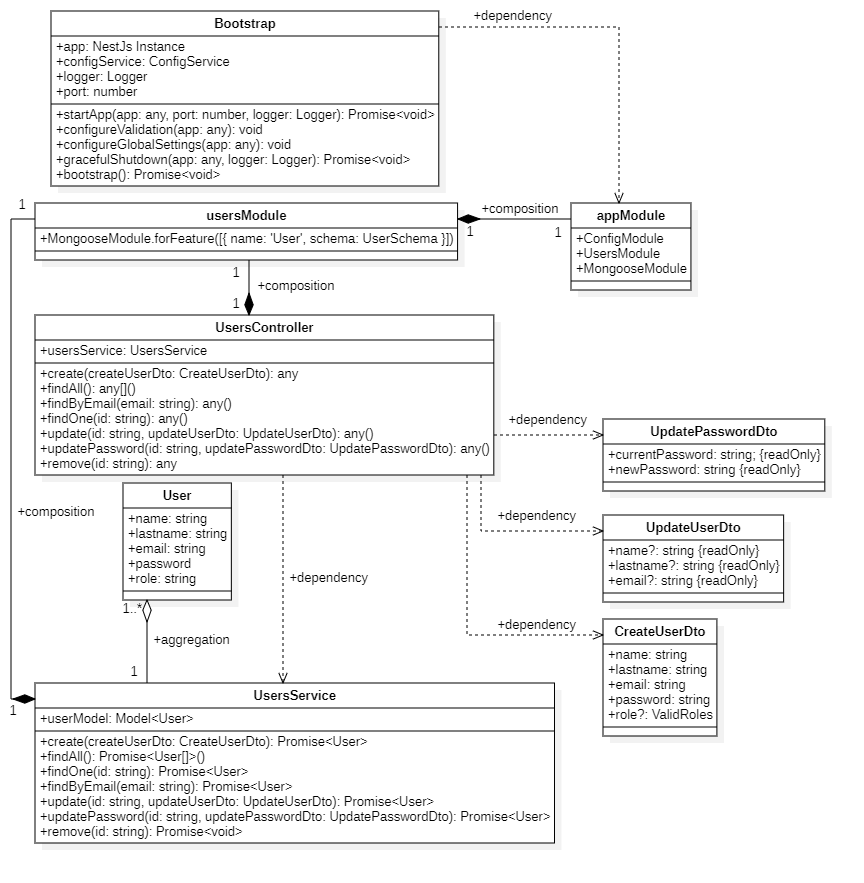 Bootstrap
+app: NestJs Instance
+configService: ConfigService
+logger: Logger
+port: number
+startApp(app: any, port: number, logger: Logger): Promise<void>
+configureValidation(app: any): void
+configureGlobalSettings(app: any): void
+gracefulShutdown(app: any, logger: Logger): Promise<void>
+bootstrap(): Promise<void>
+dependency
1
usersModule
+MongooseModule.forFeature([{ name: 'User', schema: UserSchema }])
+composition
1
1
appModule
+ConfigModule
+UsersModule
+MongooseModule
1
+composition
1
UsersController
+usersService: UsersService
+create(createUserDto: CreateUserDto): any
+findAll(): any[]()
+findByEmail(email: string): any()
+findOne(id: string): any()
+update(id: string, updateUserDto: UpdateUserDto): any()
+updatePassword(id: string, updatePasswordDto: UpdatePasswordDto): any()
+remove(id: string): any
+dependency
UpdatePasswordDto
+currentPassword: string; {readOnly}
+newPassword: string {readOnly}
+composition
User
+name: string
+lastname: string
+email: string
+password
+role: string
+dependency
UpdateUserDto
+name?: string {readOnly}
+lastname?: string {readOnly}
+email?: string {readOnly}
+dependency
1..*
+aggregation
1
+dependency
CreateUserDto
+name: string
+lastname: string
+email: string
+password: string
+role?: ValidRoles
1
UsersService
+userModel: Model<User>
+create(createUserDto: CreateUserDto): Promise<User>
+findAll(): Promise<User[]>()
+findOne(id: string): Promise<User>
+findByEmail(email: string): Promise<User>
+update(id: string, updateUserDto: UpdateUserDto): Promise<User>
+updatePassword(id: string, updatePasswordDto: UpdatePasswordDto): Promise<User>
+remove(id: string): Promise<void>